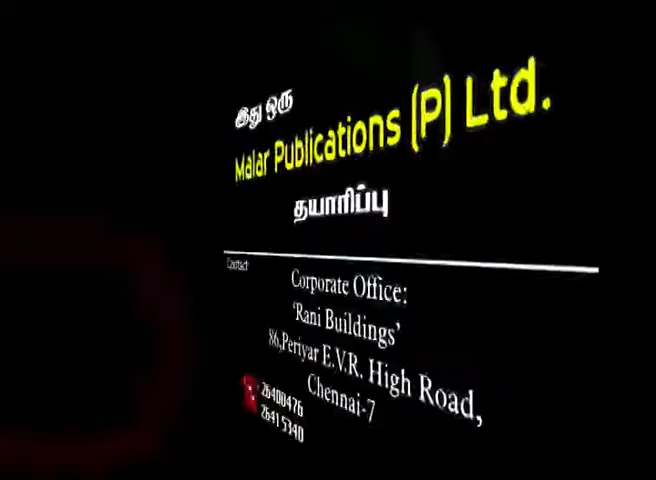 இது ஒரு
Malar Publications (P) Ltd.
தயாரிப்பு
Contact
Corporate Office:
‘Rani Buildings’
86,Periyar E.V.R. High Road,
Chennai-7
26400476
26415340